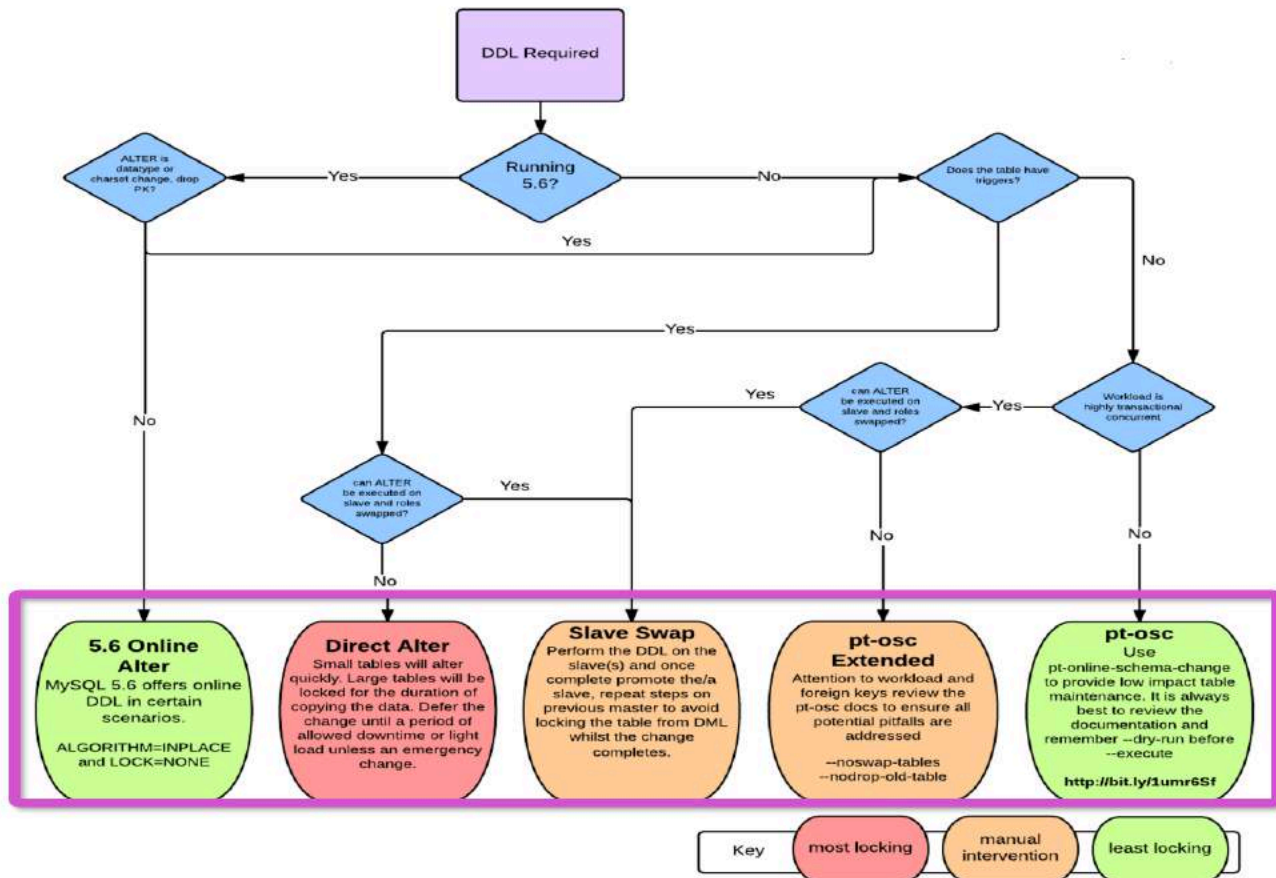 DDL Required
ALTER is
datatype or
charset change, drop
PK?
Yes
Running
5.6?
No
Does the table have
triggers?
Yes
No
Yes
No
can ALTER
be executed on
slave and roles
swapped?
Yes
Yes
can ALTER
be executed on
slave and roles
swapped?
Yes
Workload is
highly transactional
concurrent
No
No
No
5.6 Online
Alter
MySQL 5.6 offers online
DDL in certain
scenarios.
ALGORITHM=INPLACE
and LOCK=NONE
Direct Alter
Small tables will alter
quickly. Large tables will be
locked for the duration of
copying the data. Defer the
change until a period of
allowed downtime or light
load unless an emergency
change.
Slave Swap
Perform the DDL on the
slave(s) and once
complete promote the/a
slave, repeat steps on
previous master to avoid
locking the table from DML
whilst the change
completes.
pt-osc
Extended
Attention to workload and
foreign keys review the
pt-osc docs to ensure all
potential pitfalls are
addressed
--noswap-tables
--nodrop-old-table
pt-osc
Use
pt-online-schema-change
to provide low impact table
maintenance. It is always
best to review the
documentation and
remember --dry-run before
--execute
http://bit.ly/1umr6Sf
Key
most locking
manual
intervention
least locking